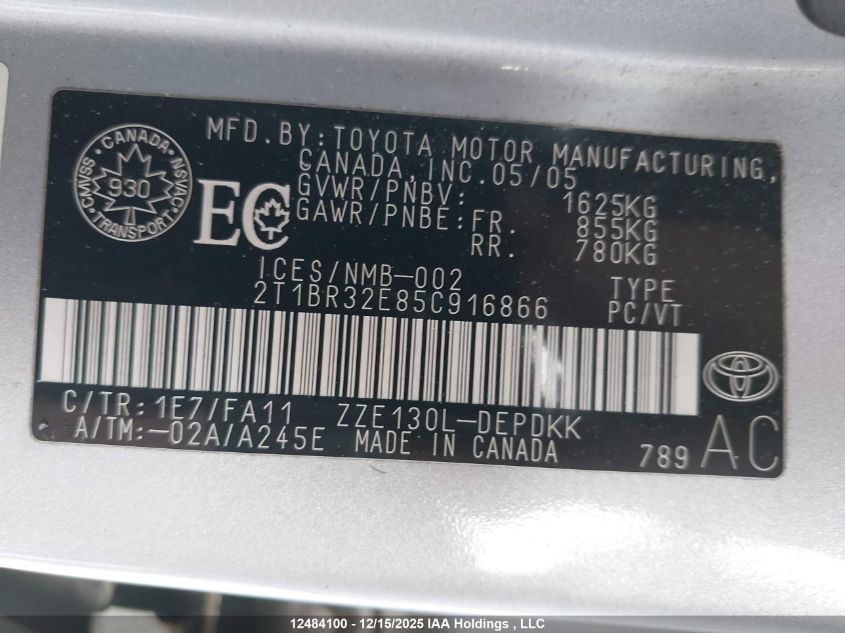 MFD.BY:TOYOTA MOTOR MANUFACTURING,
CANADA,INC.05/05
GVWR/PNBV: 1625KG
GAWR/PNBE:FR. 855KG
RR. 780KG
CANADA
CMVSS NSVAC
930
TRANSPORT
EC
ICES/NMB-002
2T1BR32E85C916866
TYPE
PC/VT
C/TR:1E7/FA11 ZZE130L-DEPDKK
A/TM:-02A/A245E MADE IN CANADA
789 AC
12484100 - 12/15/2025 IAA Holdings , LLC